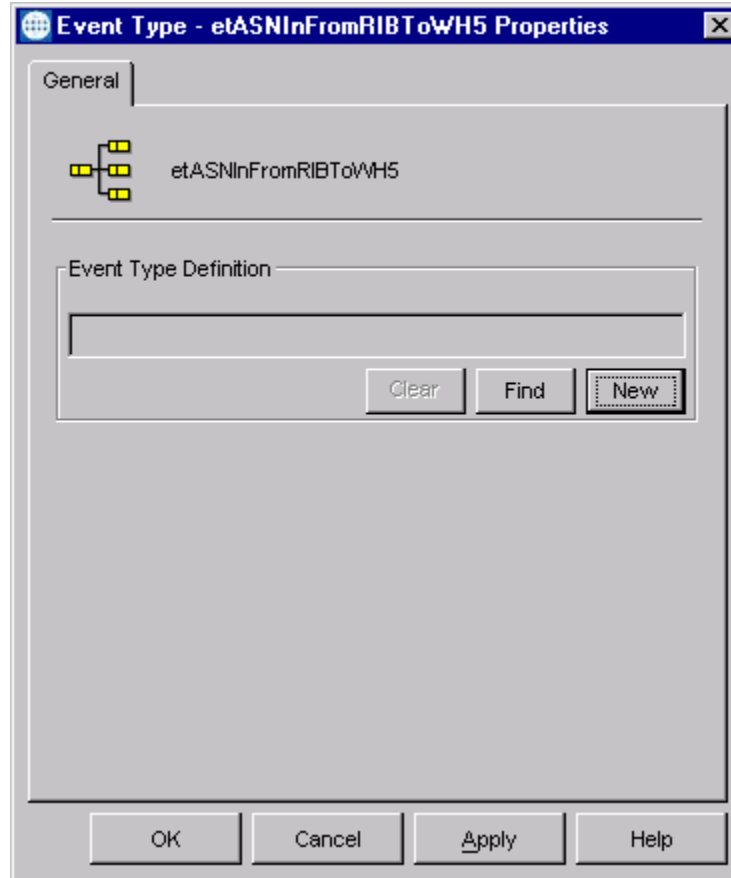 Event Type - etASNInFromRIBToWH5 Properties
General
etASNInFromRIBToWH5
Event Type Definition
Clear Find New
OK Cancel Apply Help